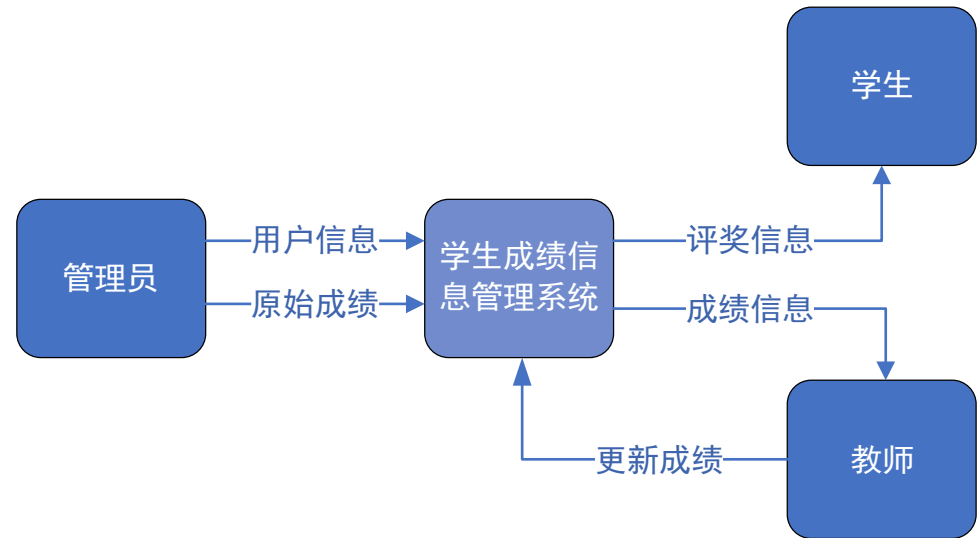 学生
管理员
用户信息
原始成绩
学生成绩信
息管理系统
评奖信息
成绩信息
更新成绩
教师